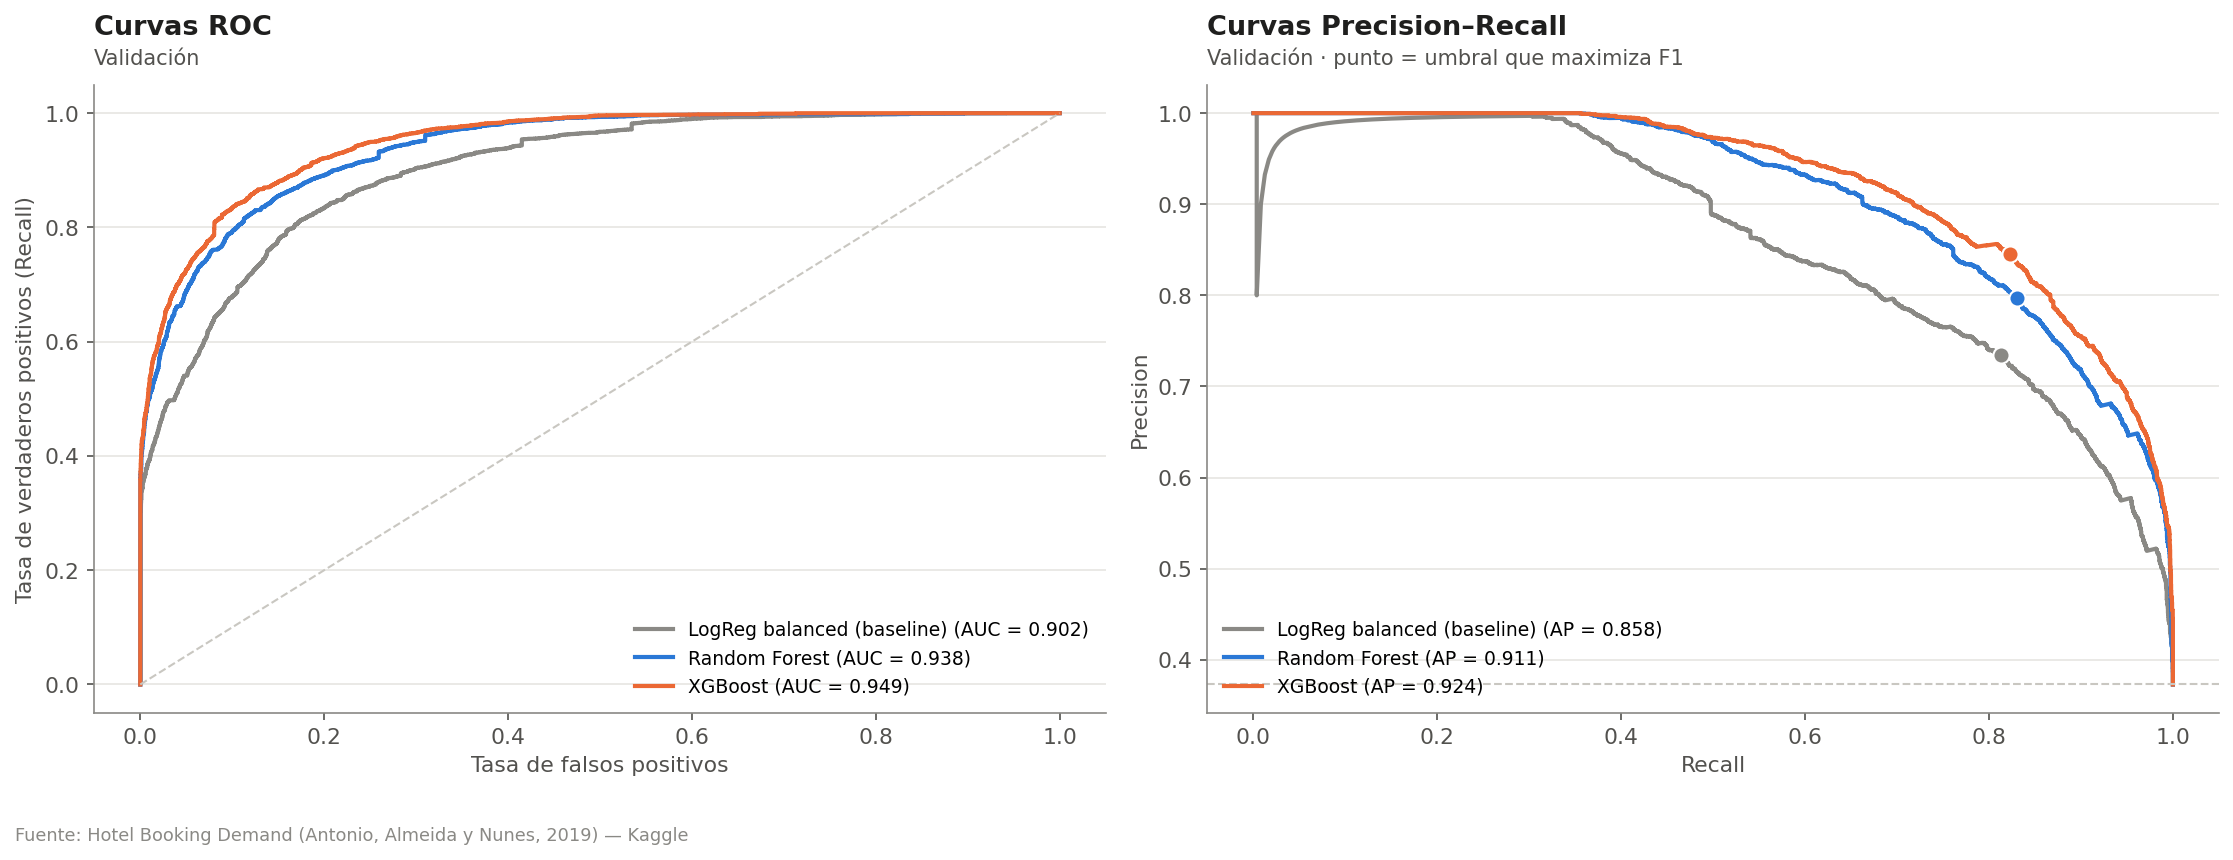 Curvas ROC
Validación
Tasa de verdaderos positivos (Recall)
1.0
0.8
0.6
0.4
0.2
0.0
LogReg balanced (baseline) (AUC = 0.902)
Random Forest (AUC = 0.938)
XGBoost (AUC = 0.949)
0.0 0.2 0.4 0.6 0.8 1.0
Tasa de falsos positivos
Curvas Precision–Recall
Validación · punto = umbral que maximiza F1
Precision
1.0
0.9
0.8
0.7
0.6
0.5
0.4
LogReg balanced (baseline) (AP = 0.858)
Random Forest (AP = 0.911)
XGBoost (AP = 0.924)
0.0 0.2 0.4 0.6 0.8 1.0
Recall
Fuente: Hotel Booking Demand (Antonio, Almeida y Nunes, 2019) — Kaggle